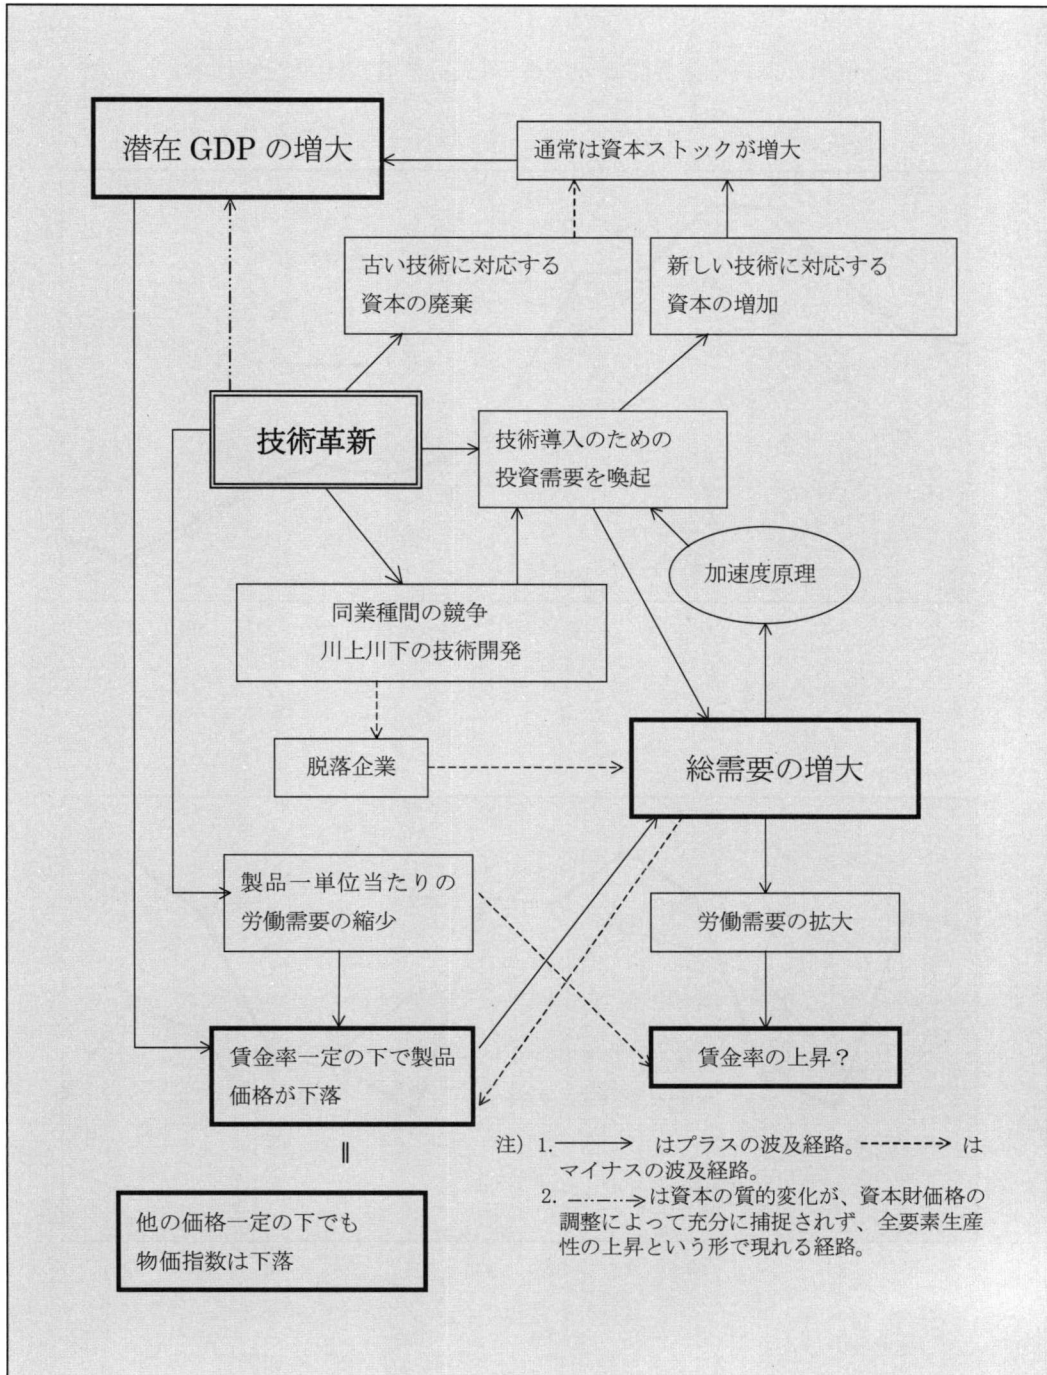 潜在 GDP の増大
通常は資本ストックが増大
古い技術に対応する
資本の廃棄
新しい技術に対応する
資本の増加
技術革新
技術導入のための
投資需要を喚起
加速度原理
同業種間の競争
川上川下の技術開発
脱落企業
総需要の増大
製品一単位当たりの
労働需要の縮少
労働需要の拡大
賃金率一定の下で製品
価格が下落
賃金率の上昇?
||
他の価格一定の下でも
物価指数は下落
注) 1. はプラスの波及経路。 は
マイナスの波及経路。
2. は資本の質的変化が、資本財価格の
調整によって充分に捕捉されず、全要素生産
性の上昇という形で現れる経路。